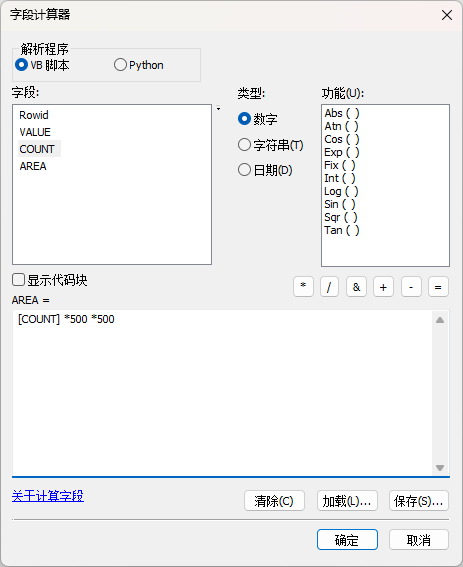 字段计算器
解析程序
VB 脚本
Python
字段:
Rowid
VALUE
COUNT
AREA
类型:
数字
字符串(T)
日期(D)
功能(U):
Abs ( )
Atn ( )
Cos ( )
Exp ( )
Fix ( )
Int ( )
Log ( )
Sin ( )
Sqr ( )
Tan ( )
显示代码块
* / & + - =
AREA =
[COUNT] *500 *500
关于计算字段
清除(C)
加载(L)...
保存(S)...
确定
取消